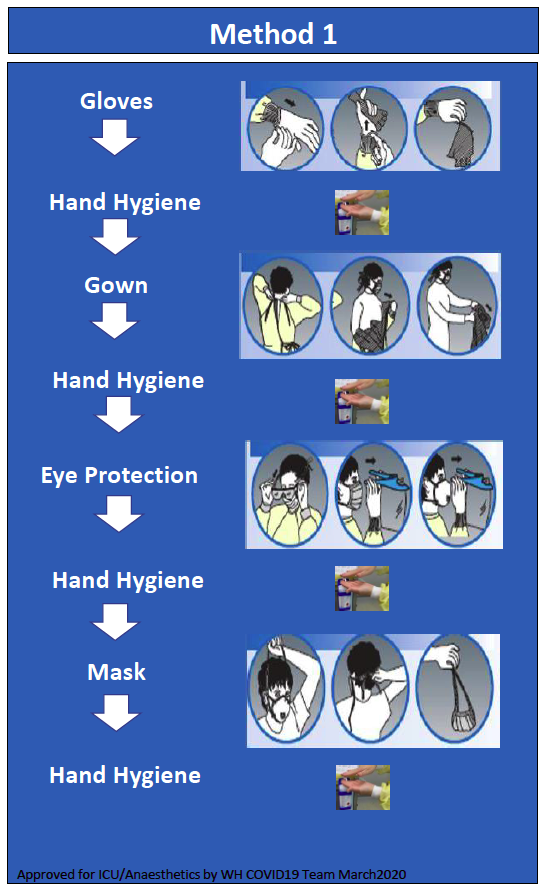 Method 1
Gloves
Hand Hygiene
Gown
Hand Hygiene
Eye Protection
Hand Hygiene
Mask
Hand Hygiene
Approved for ICU/Anaesthetics by WH COVID19 Team March2020